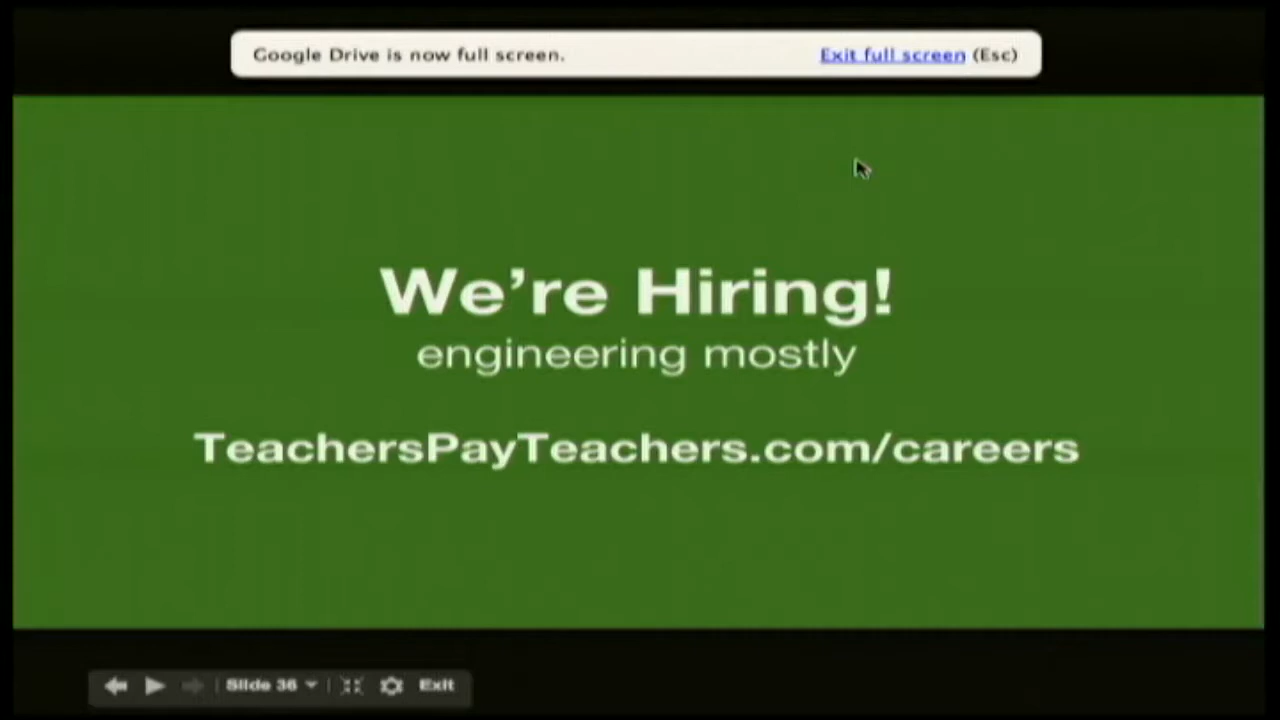 Google Drive is now full screen. Exit full screen (Esc)
We're Hiring!
engineering mostly
TeachersPayTeachers.com/careers
Slide 36 Exit